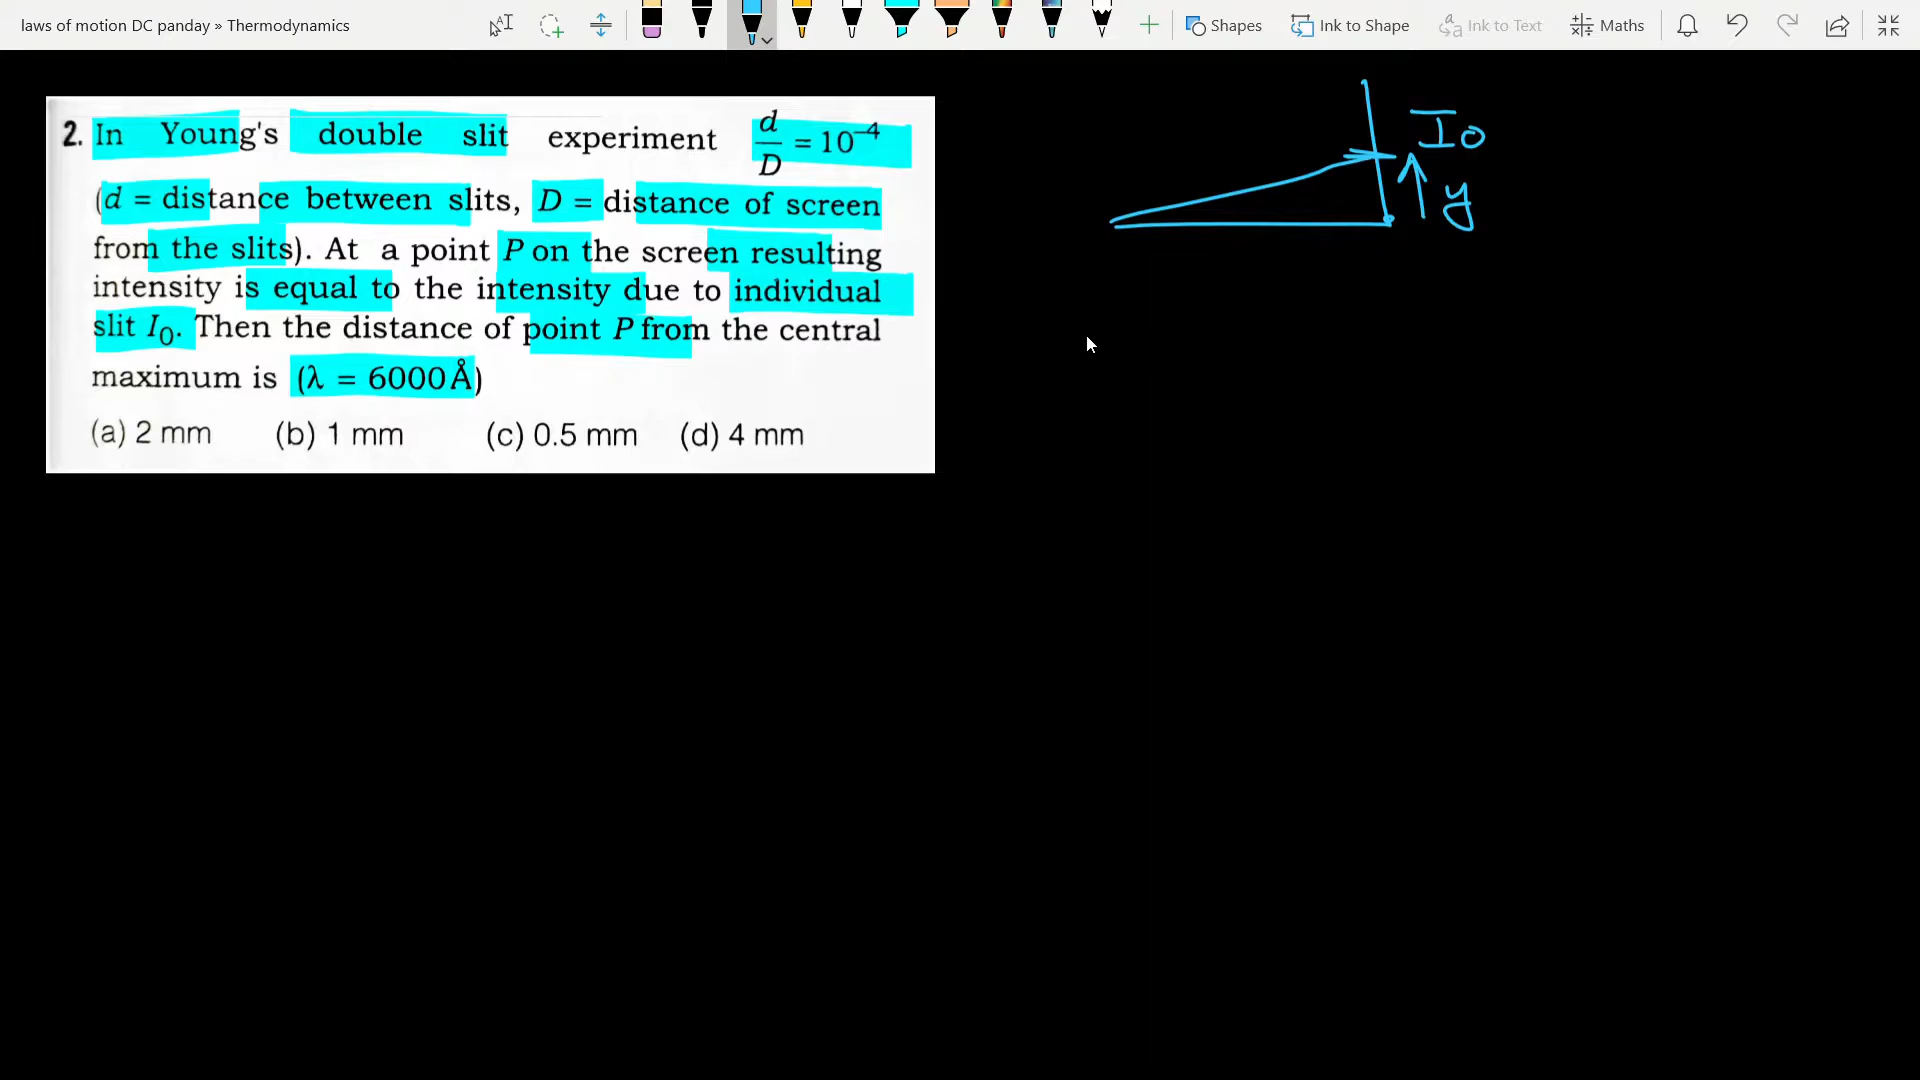 laws of motion DC panday » Thermodynamics
Shapes
Ink to Shape
Ink to Text
Maths
2. In Young's double slit experiment d/D = 10⁻⁴
(d = distance between slits, D = distance of screen
from the slits). At a point P on the screen resulting
intensity is equal to the intensity due to individual
slit I₀. Then the distance of point P from the central
maximum is (λ = 6000Å)
(a) 2 mm (b) 1 mm (c) 0.5 mm (d) 4 mm
I₀
y